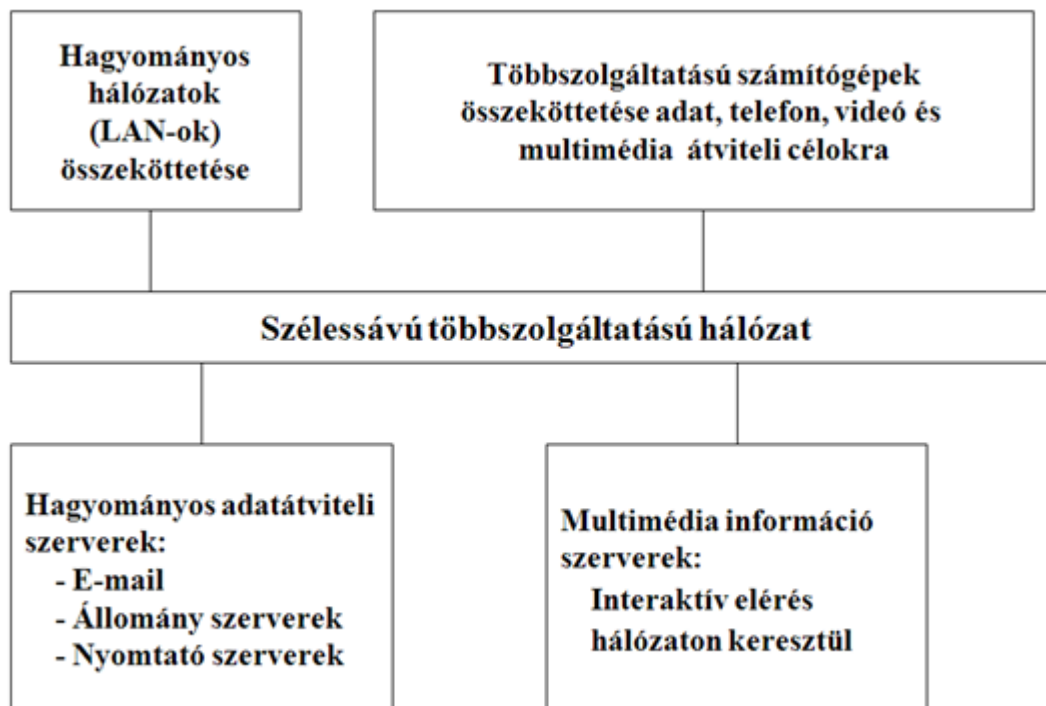 Hagyományos
hálózatok
(LAN-ok)
összeköttetése
Többszolgáltatású számítógépek
összeköttetése adat, telefon, videó és
multimédia átviteli célokra
Szélessávú többszolgáltatású hálózat
Hagyományos adatátviteli
szerverek:
- E-mail
- Állomány szerverek
- Nyomtató szerverek
Multimédia információ
szerverek:
Interaktív elérés
hálózaton keresztül